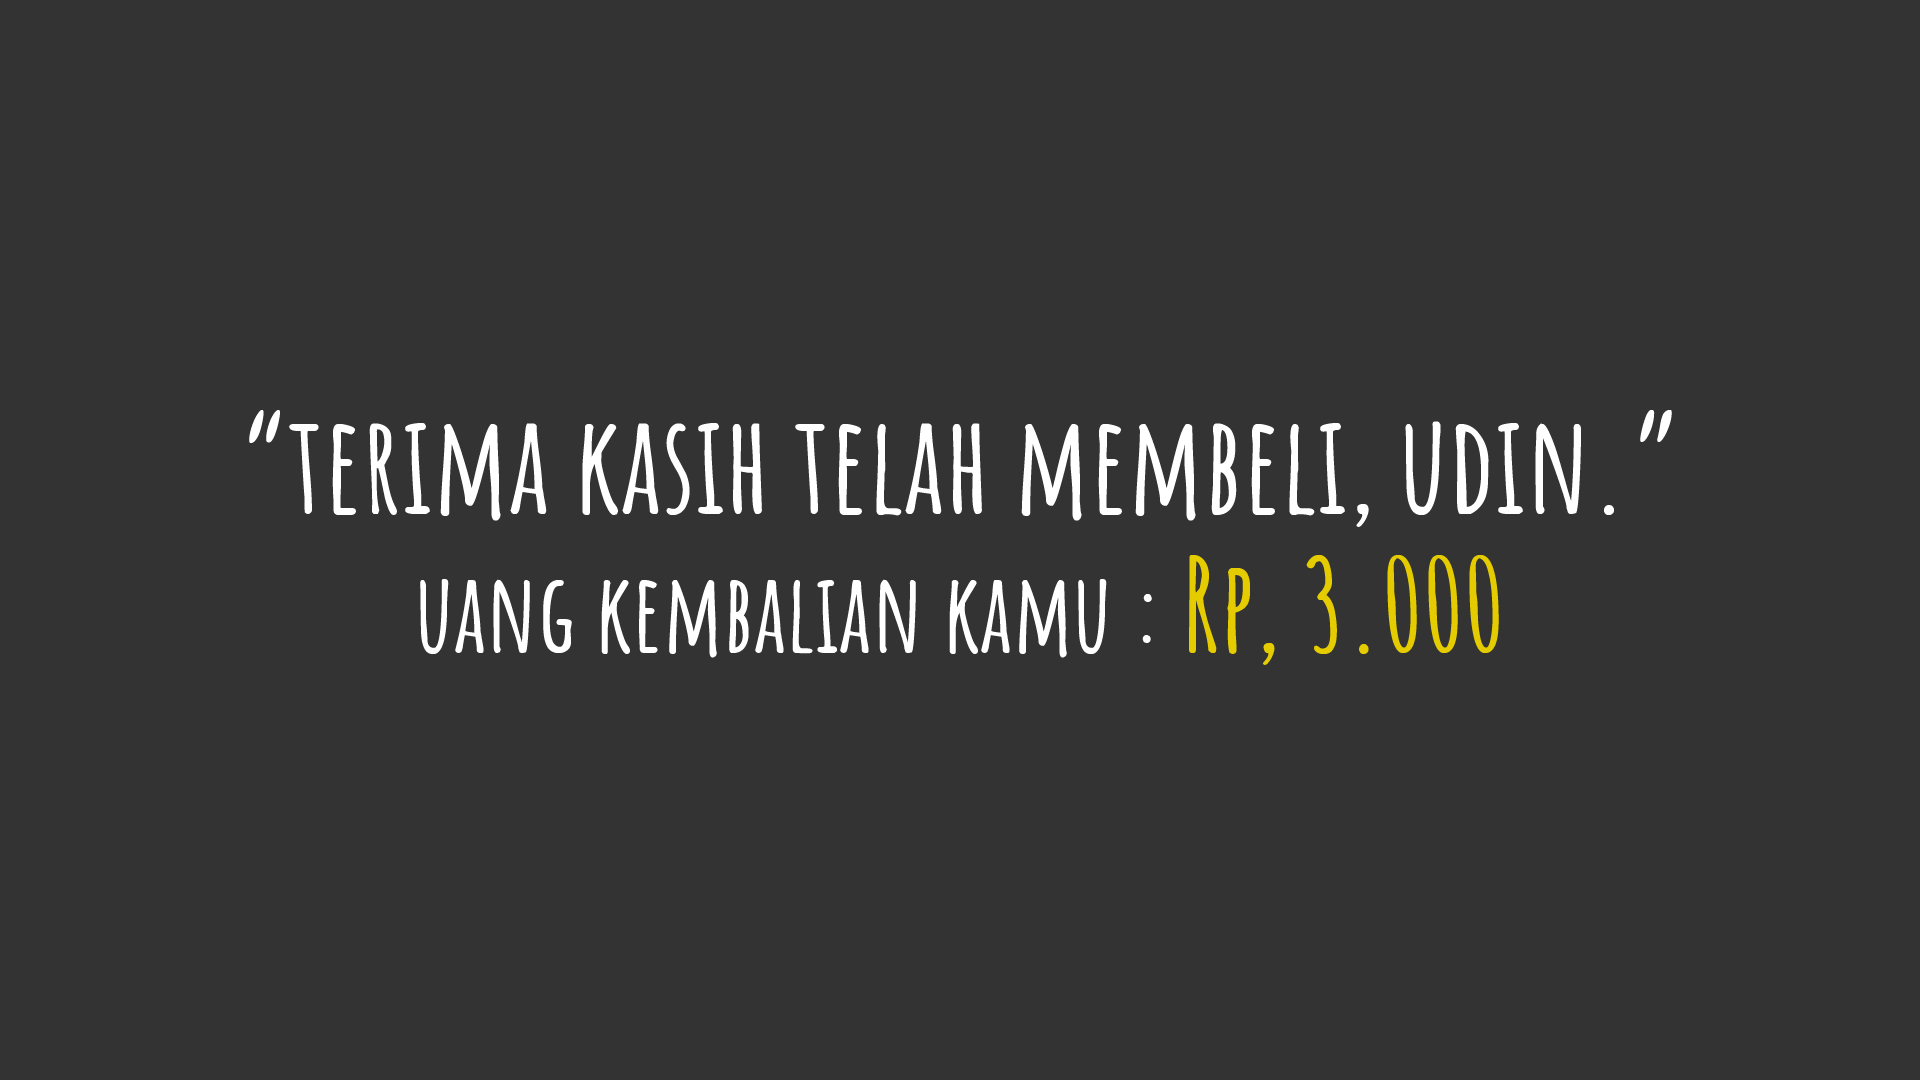 "TERIMA KASIH TELAH MEMBELI, UDIN."
UANG KEMBALIAN KAMU : Rp, 3.000